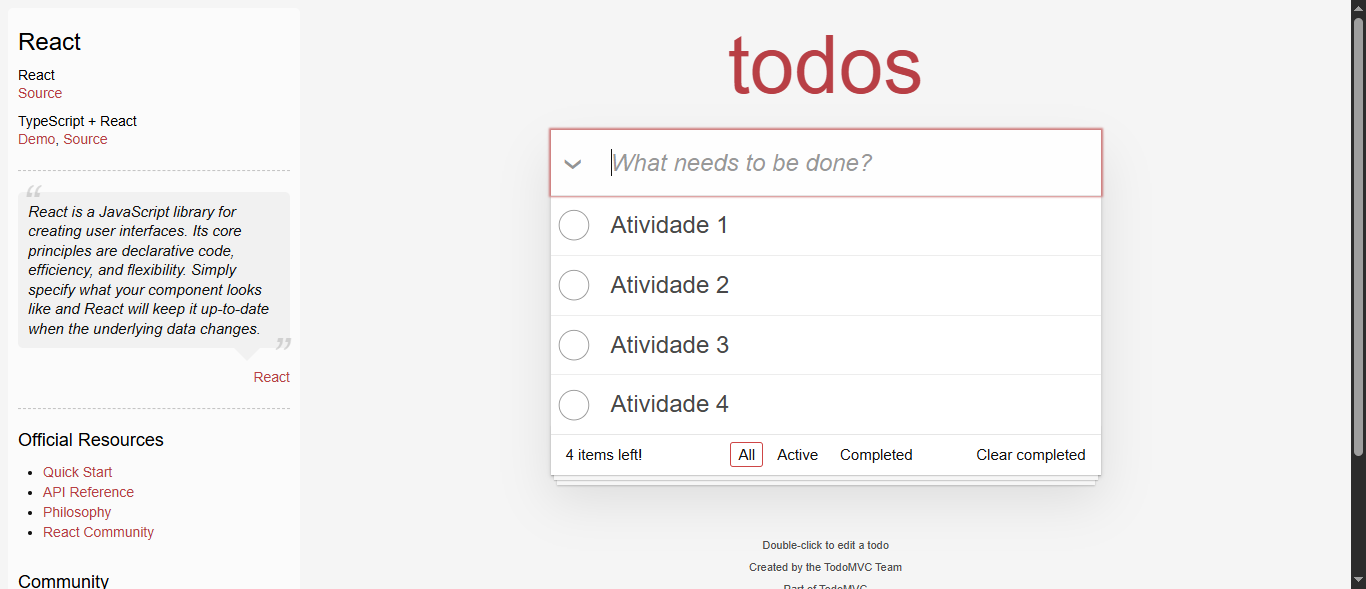 React
React
Source
TypeScript + React
Demo, Source
“
React is a JavaScript library for
creating user interfaces. Its core
principles are declarative code,
efficiency, and flexibility. Simply
specify what your component looks
like and React will keep it up-to-date
when the underlying data changes.
”
React
Official Resources
Quick Start
API Reference
Philosophy
React Community
Community
todos
What needs to be done?
Atividade 1
Atividade 2
Atividade 3
Atividade 4
4 items left!
All Active Completed
Clear completed
Double-click to edit a todo
Created by the TodoMVC Team
Part of TodoMVC